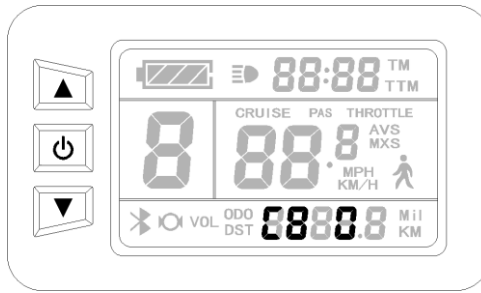 88:88 TM
TTM
CRUISE PAS THROTTLE
8 88.8 AVS
MXS
MPH
KM/H
VOL ODO C880.8 Mil
DST KM